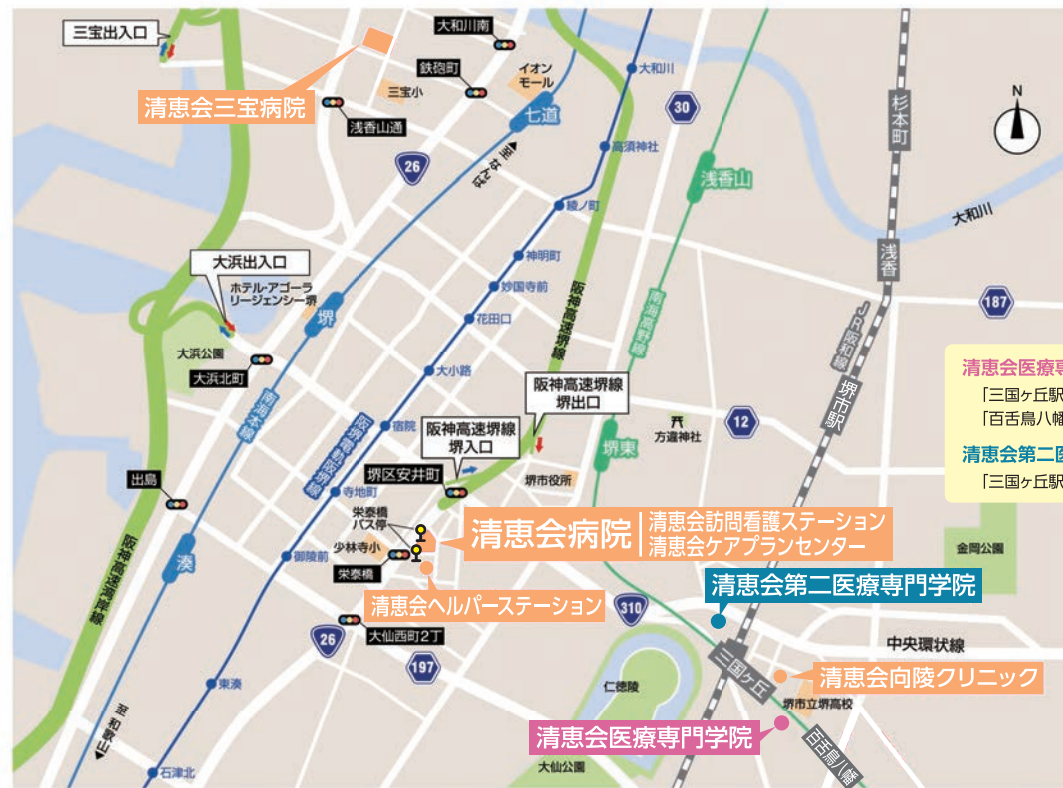 三宝出入口
大和川南
鉄砲町
イオン
モール
三宝小
清恵会三宝病院
浅香山通
七道
至 なんば
26
大和川
30
高須神社
浅香山
綾ノ町
杉本町
N
大和川
浅香
187
大浜出入口
ホテル・アゴーラ
リージェンシー堺
堺
神明町
妙国寺前
花田口
阪神高速堺線
南海高野線
JR阪和線
堺市駅
大浜公園
大浜北町
大小路
南海本線
阪堺電軌阪堺線
宿院
阪神高速堺線
堺出口
阪神高速堺線
堺入口
堺東
方違神社
12
清恵会医療専
「三国ヶ丘駅
「百舌鳥八幡
清恵会第二医
「三国ヶ丘駅
出島
堺区安井町
堺市役所
寺地町
栄泰橋
バス停
少林寺小
栄泰橋
清恵会病院
清恵会訪問看護ステーション
清恵会ケアプランセンター
金岡公園
湊
御陵前
阪神高速湾岸線
清恵会ヘルパーステーション
310
清恵会第二医療専門学院
26
大仙西町2丁
197
中央環状線
三国ヶ丘
仁徳陵
清恵会向陵クリニック
堺市立堺高校
東湊
至 和歌山
清恵会医療専門学院
百舌鳥八幡
大仙公園
石津北